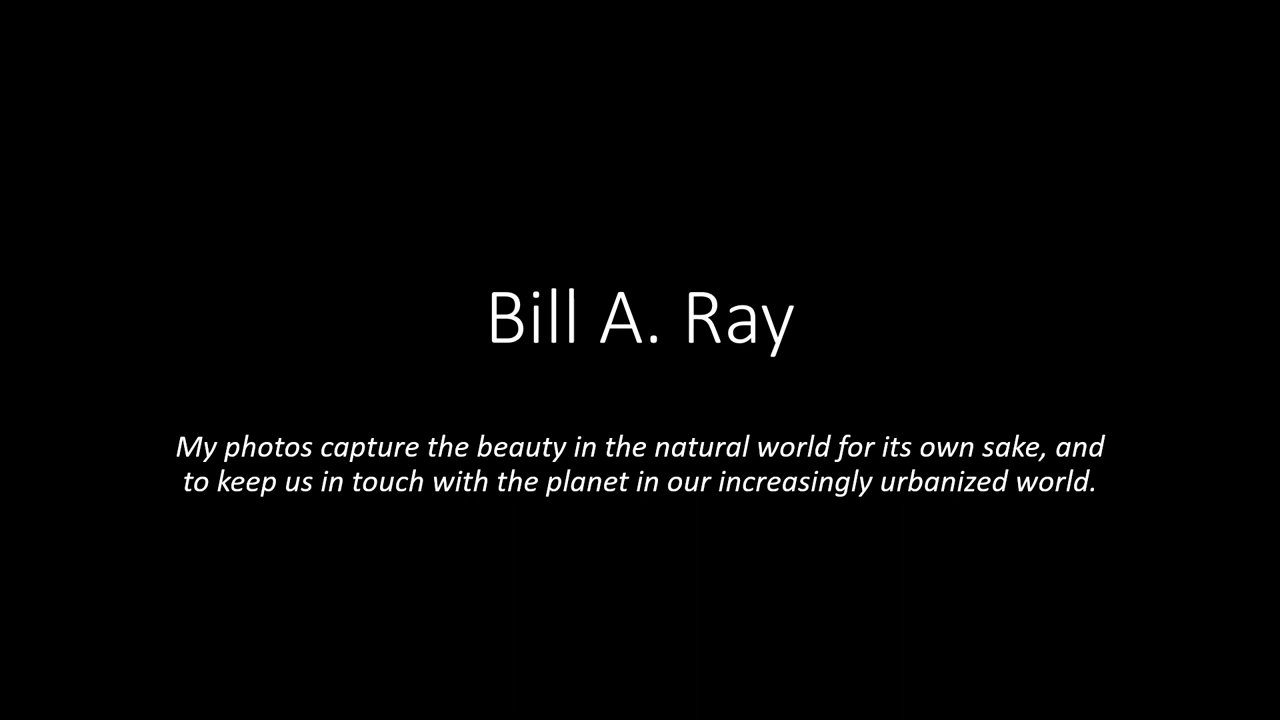 Bill A. Ray
My photos capture the beauty in the natural world for its own sake, and
to keep us in touch with the planet in our increasingly urbanized world.